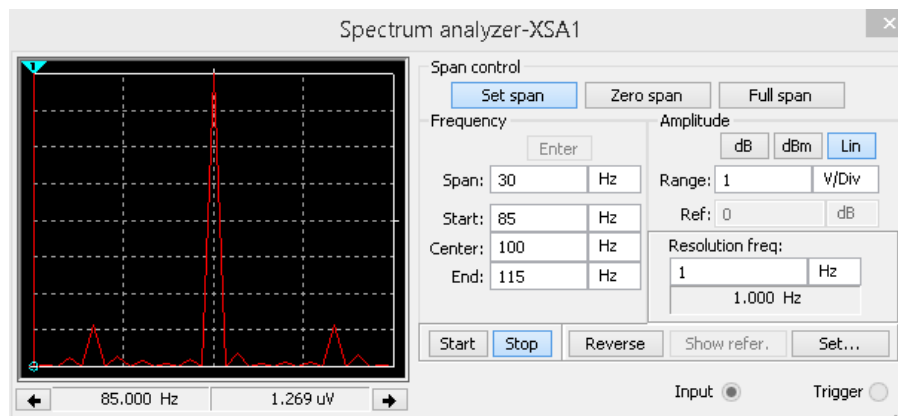 Spectrum analyzer-XSA1
×
1
Span control
Set span Zero span Full span
Frequency
Enter
Span: 30 Hz
Start: 85 Hz
Center: 100 Hz
End: 115 Hz
Amplitude
dB dBm Lin
Range: 1 V/Div
Ref: 0 dB
Resolution freq:
1 Hz
1.000 Hz
Start Stop Reverse Show refer. Set...
85.000 Hz 1.269 uV
Input Trigger